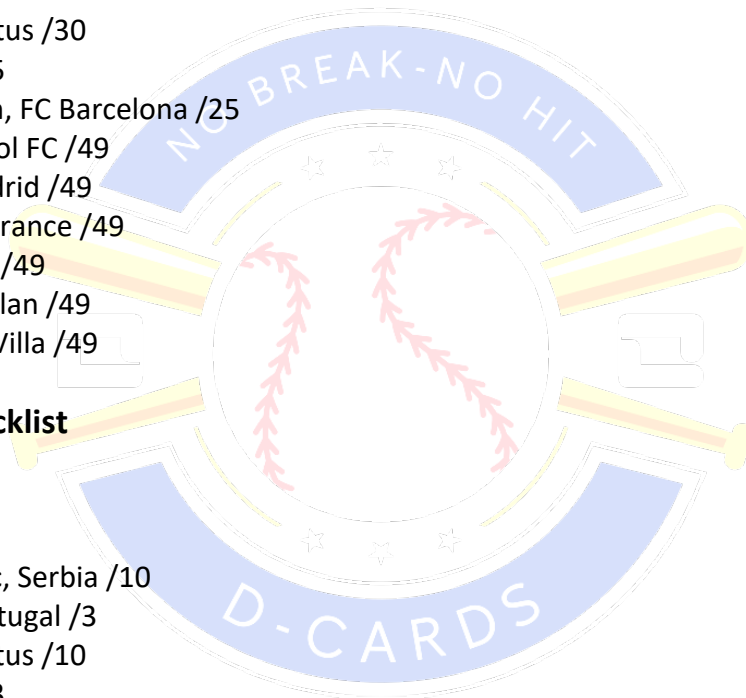 tus /30
5
, FC Barcelona /25
ol FC /49
drid /49
rance /49
/49
lan /49
Villa /49
cklist
, Serbia /10
tugal /3
tus /10
NO BREAK-NO HIT
D-CARDS